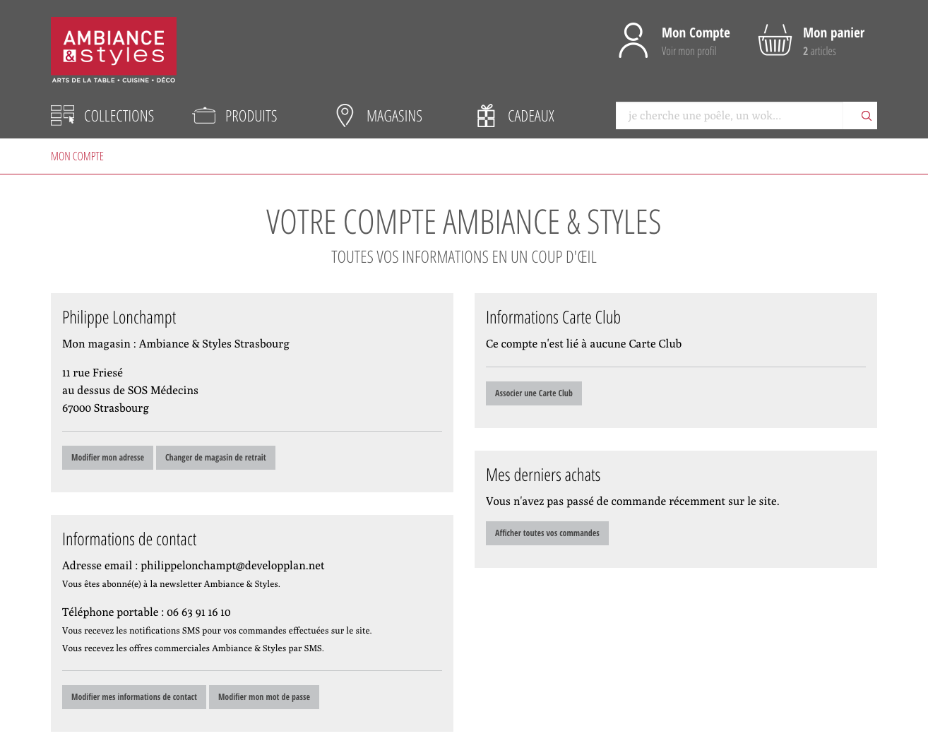 AMBIANCE
& styles
ARTS DE LA TABLE • CUISINE • DÉCO
Mon Compte
Voir mon profil
Mon panier
2 articles
COLLECTIONS
PRODUITS
MAGASINS
CADEAUX
je cherche une poêle, un wok...
MON COMPTE
VOTRE COMPTE AMBIANCE & STYLES
TOUTES VOS INFORMATIONS EN UN COUP D'ŒIL
Philippe Lonchampt
Mon magasin : Ambiance & Styles Strasbourg
11 rue Friesé
au dessus de SOS Médecins
67000 Strasbourg
Modifier mon adresse
Changer de magasin de retrait
Informations de contact
Adresse email : philippelonchampt@developplan.net
Vous êtes abonné(e) à la newsletter Ambiance & Styles.
Téléphone portable : 06 63 91 16 10
Vous recevez les notifications SMS pour vos commandes effectuées sur le site.
Vous recevez les offres commerciales Ambiance & Styles par SMS.
Modifier mes informations de contact
Modifier mon mot de passe
Informations Carte Club
Ce compte n'est lié à aucune Carte Club
Associer une Carte Club
Mes derniers achats
Vous n'avez pas passé de commande récemment sur le site.
Afficher toutes vos commandes